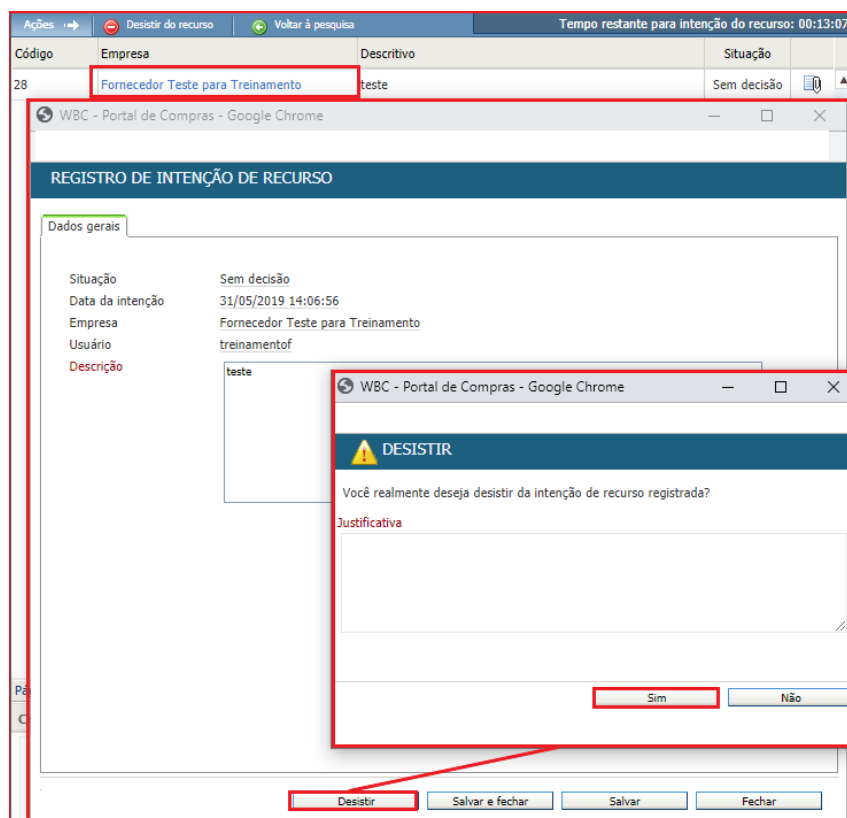 Ações Desistir do recurso Voltar à pesquisa Tempo restante para intenção do recurso: 00:13:07
Código Empresa Descritivo Situação
28 Fornecedor Teste para Treinamento teste Sem decisão
WBC - Portal de Compras - Google Chrome
REGISTRO DE INTENÇÃO DE RECURSO
Dados gerais
Situação Sem decisão
Data da intenção 31/05/2019 14:06:56
Empresa Fornecedor Teste para Treinamento
Usuário treinamentof
Descrição teste
WBC - Portal de Compras - Google Chrome
DESISTIR
Você realmente deseja desistir da intenção de recurso registrada?
Justificativa
Sim Não
Desistir Salvar e fechar Salvar Fechar